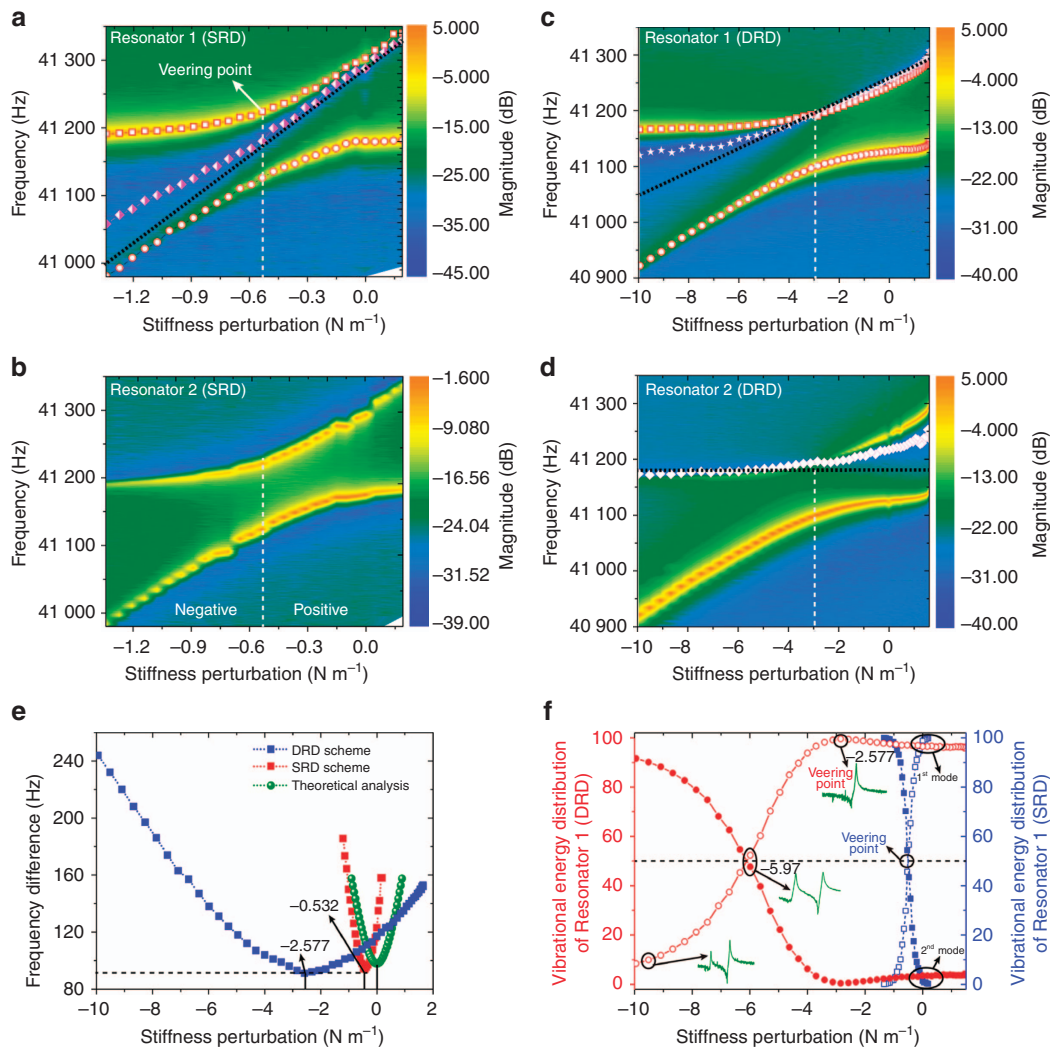 a
Resonator 1 (SRD)
Veering point
41 300
41 200
41 100
41 000
Frequency (Hz)
−1.2 −0.9 −0.6 −0.3 0.0
Stiffness perturbation (N m−1)
5.000
−5.000
−15.00
−25.00
−35.00
−45.00
Magnitude (dB)
c
Resonator 1 (DRD)
41 300
41 200
41 100
41 000
40 900
Frequency (Hz)
−10 −8 −6 −4 −2 0
Stiffness perturbation (N m−1)
5.000
−4.000
−13.00
−22.00
−31.00
−40.00
Magnitude (dB)
b
Resonator 2 (SRD)
Negative Positive
41 300
41 200
41 100
41 000
Frequency (Hz)
−1.2 −0.9 −0.6 −0.3 0.0
Stiffness perturbation (N m−1)
-1.600
−9.080
−16.56
−24.04
−31.52
−39.00
Magnitude (dB)
d
Resonator 2 (DRD)
41 300
41 200
41 100
41 000
40 900
Frequency (Hz)
−10 −8 −6 −4 −2 0
Stiffness perturbation (N m−1)
5.000
−4.000
−13.00
−22.00
−31.00
−40.00
Magnitude (dB)
e
DRD scheme
SRD scheme
Theoretical analysis
240
200
160
120
80
Frequency difference (Hz)
−0.532
−2.577
−10 −8 −6 −4 −2 0 2
Stiffness perturbation (N m−1)
f
100
80
60
40
20
0
Vibrational energy distribution
of Resonator 1 (DRD)
−2.577
Veering
point
1st mode
Veering
point
−5.97
2nd mode
−10 −8 −6 −4 −2 0
Stiffness perturbation (N m−1)
100
80
60
40
20
0
Vibrational energy distribution
of Resonator 1 (SRD)